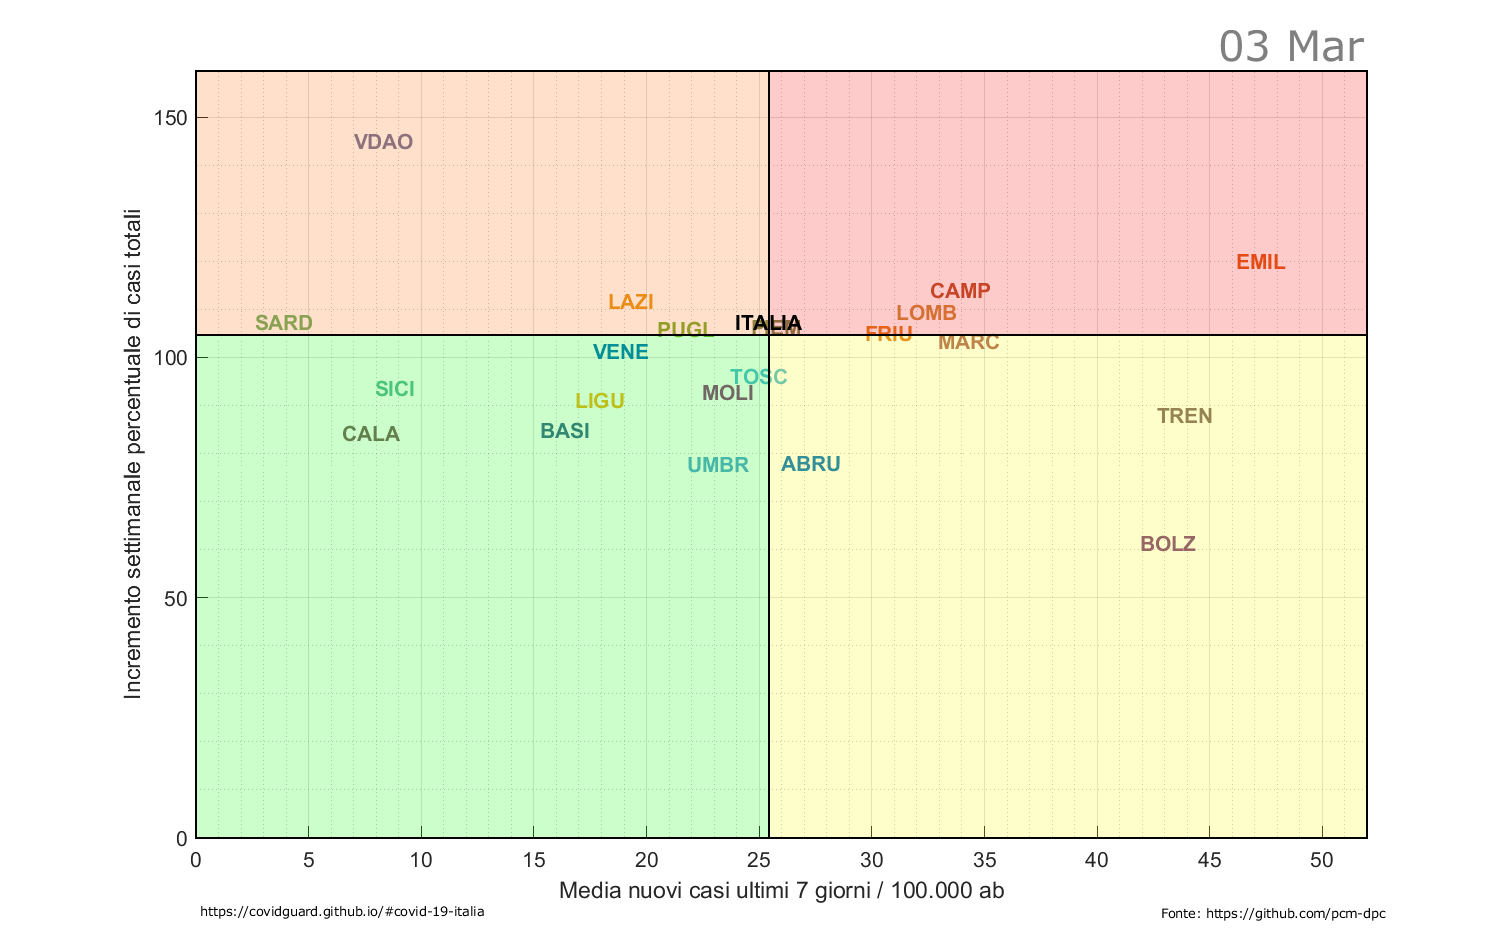 03 Mar
Incremento settimanale percentuale di casi totali
150
100
50
0
VDAO
EMIL
CAMP
LAZI
LOMB
SARD
ITALIA
PIEM
PUGL
FRIU
MARC
VENE
TOSC
SICI
MOLI
LIGU
TREN
BASI
CALA
UMBR
ABRU
BOLZ
0 5 10 15 20 25 30 35 40 45 50
Media nuovi casi ultimi 7 giorni / 100.000 ab
https://covidguard.github.io/#covid-19-italia
Fonte: https://github.com/pcm-dpc